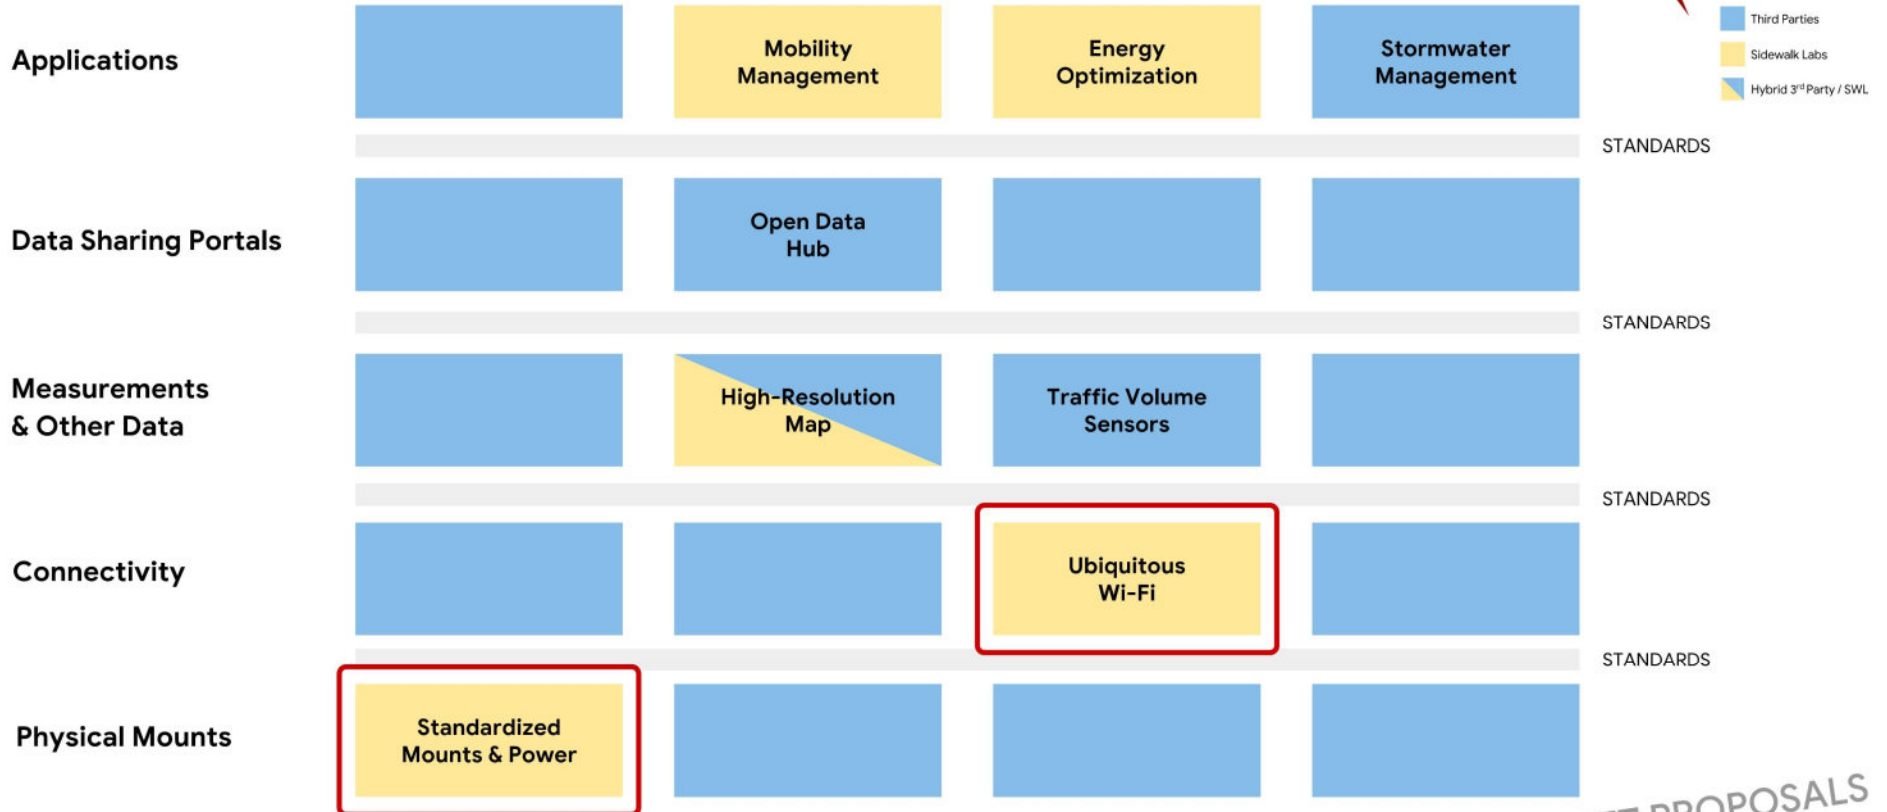 Third Parties
Sidewalk Labs
Hybrid 3rd Party / SWL
Applications
Mobility
Management
Energy
Optimization
Stormwater
Management
STANDARDS
Data Sharing Portals
Open Data
Hub
STANDARDS
Measurements
& Other Data
High-Resolution
Map
Traffic Volume
Sensors
STANDARDS
Connectivity
Ubiquitous
Wi-Fi
STANDARDS
Physical Mounts
Standardized
Mounts & Power
PROPOSALS